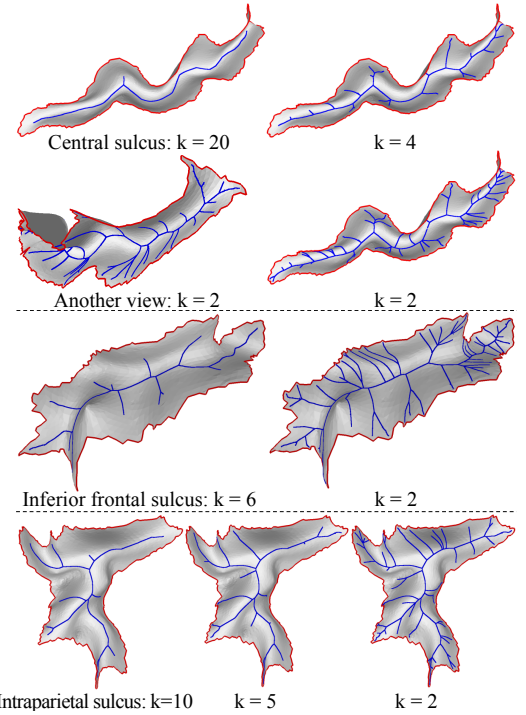 Central sulcus: k = 20
k = 4
Another view: k = 2
k = 2
Inferior frontal sulcus: k = 6
k = 2
Intraparietal sulcus: k=10
k = 5
k = 2